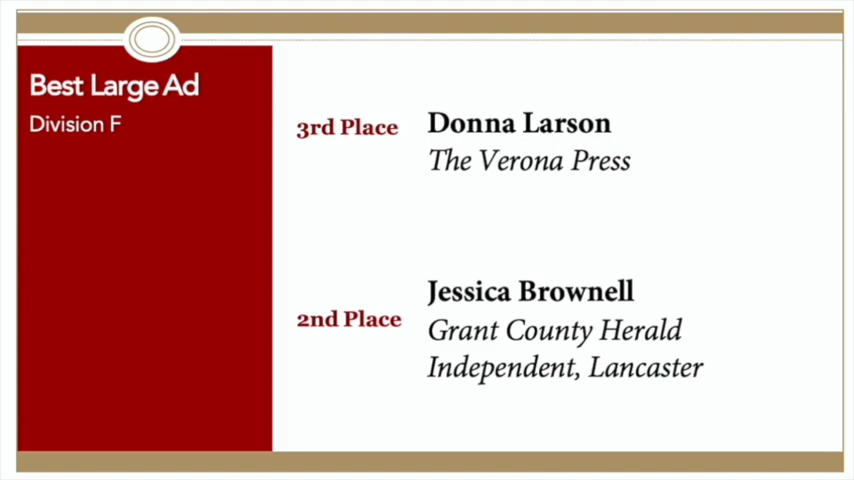 Best Large Ad
Division F
3rd Place
Donna Larson
The Verona Press
2nd Place
Jessica Brownell
Grant County Herald
Independent, Lancaster